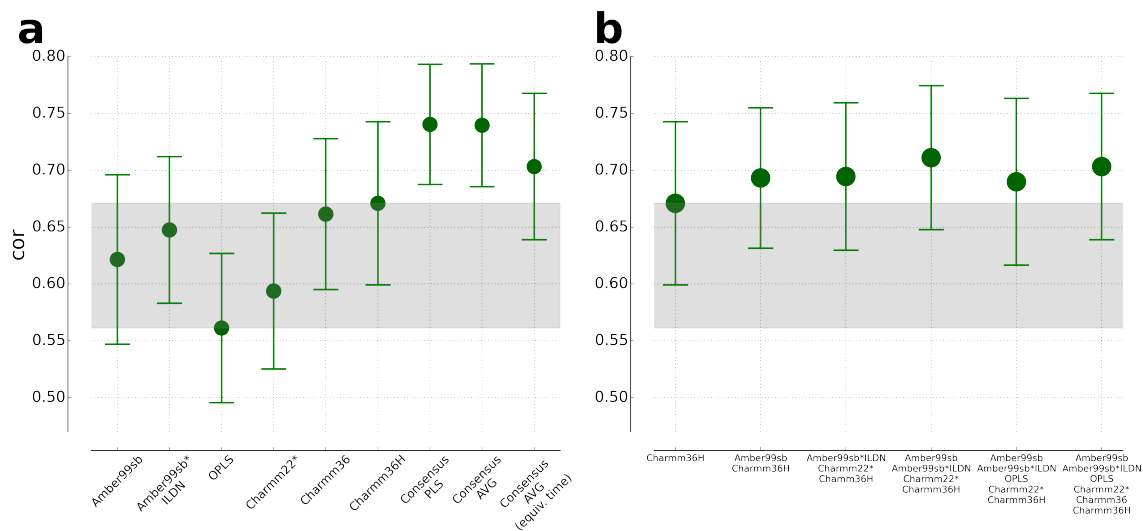 a
0.80
0.75
0.70
0.65
0.60
0.55
0.50
cor
Amber99sb
Amber99sb*
ILDN
OPLS
Charmm22*
Charmm36
Charmm36H
Consensus
PLS
Consensus
AVG
Consensus
AVG
(equiv. time)
b
0.80
0.75
0.70
0.65
0.60
0.55
0.50
Charmm36H
Amber99sb
Charmm36H
Amber99sb*ILDN
Charmm22*
Charmm36H
Amber99sb
Amber99sb*ILDN
Charmm22*
Charmm36H
Amber99sb
Amber99sb*ILDN
OPLS
Charmm22*
Charmm36H
Amber99sb
Amber99sb*ILDN
OPLS
Charmm22*
Charmm36
Charmm36H